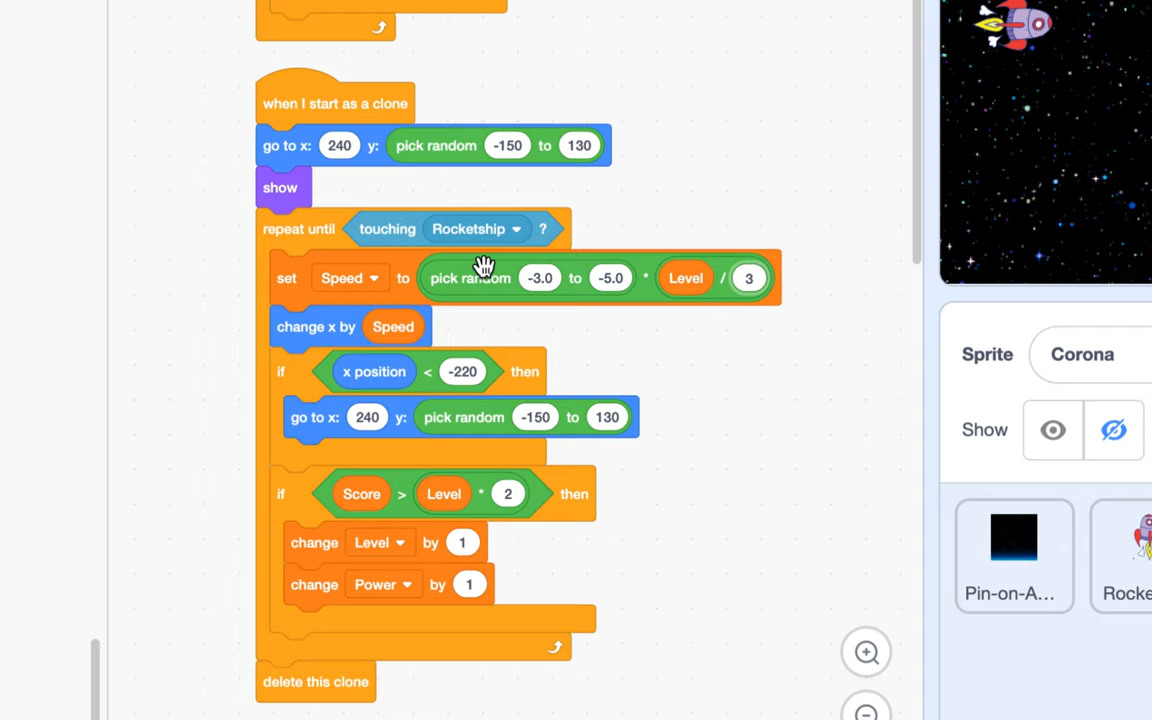 when I start as a clone
go to x: 240 y: pick random -150 to 130
show
repeat until touching Rocketship ?
set Speed to pick random -3.0 to -5.0 * Level / 3
change x by Speed
if x position < -220 then
go to x: 240 y: pick random -150 to 130
if Score > Level * 2 then
change Level by 1
change Power by 1
delete this clone
Sprite Corona
Show
Pin-on-A...
Rocke